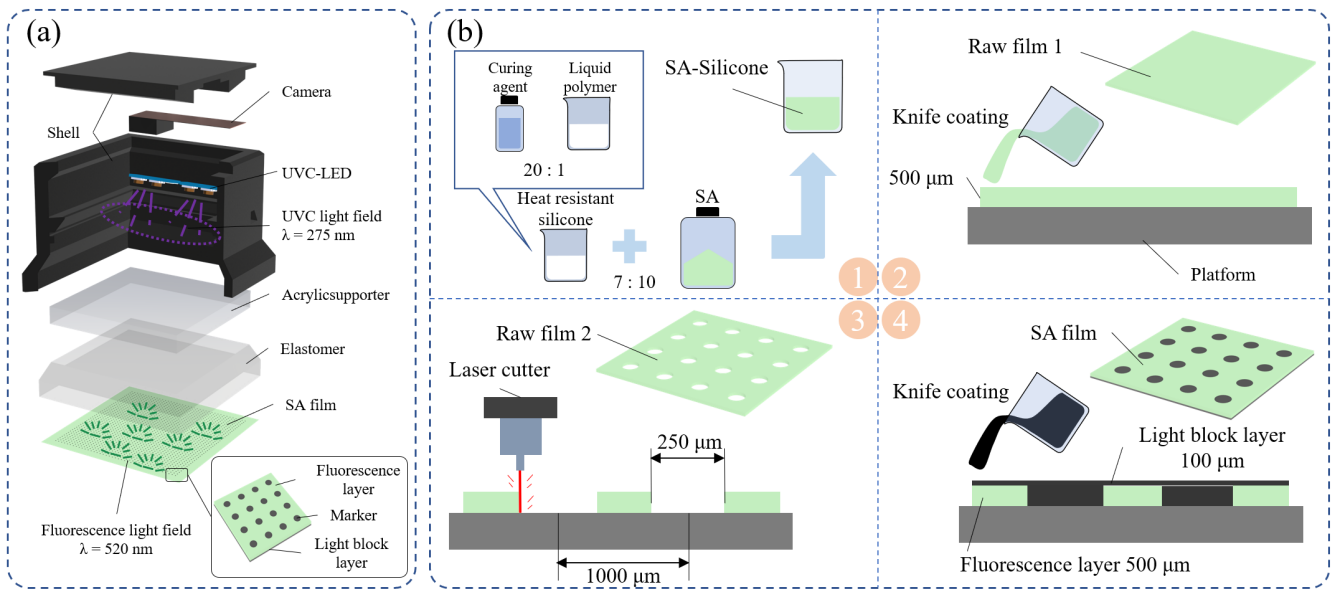 (a)
Camera
Shell
UVC-LED
UVC light field
λ = 275 nm
Acrylicsupporter
Elastomer
SA film
Fluorescence light field
λ = 520 nm
Fluorescence
layer
Marker
Light block
layer
(b)
Curing
agent
Liquid
polymer
20 : 1
Heat resistant
silicone
7 : 10
SA
SA-Silicone
1
Raw film 1
Knife coating
500 μm
Platform
2
3
Raw film 2
Laser cutter
250 μm
1000 μm
4
SA film
Knife coating
Light block layer
100 μm
Fluorescence layer 500 μm